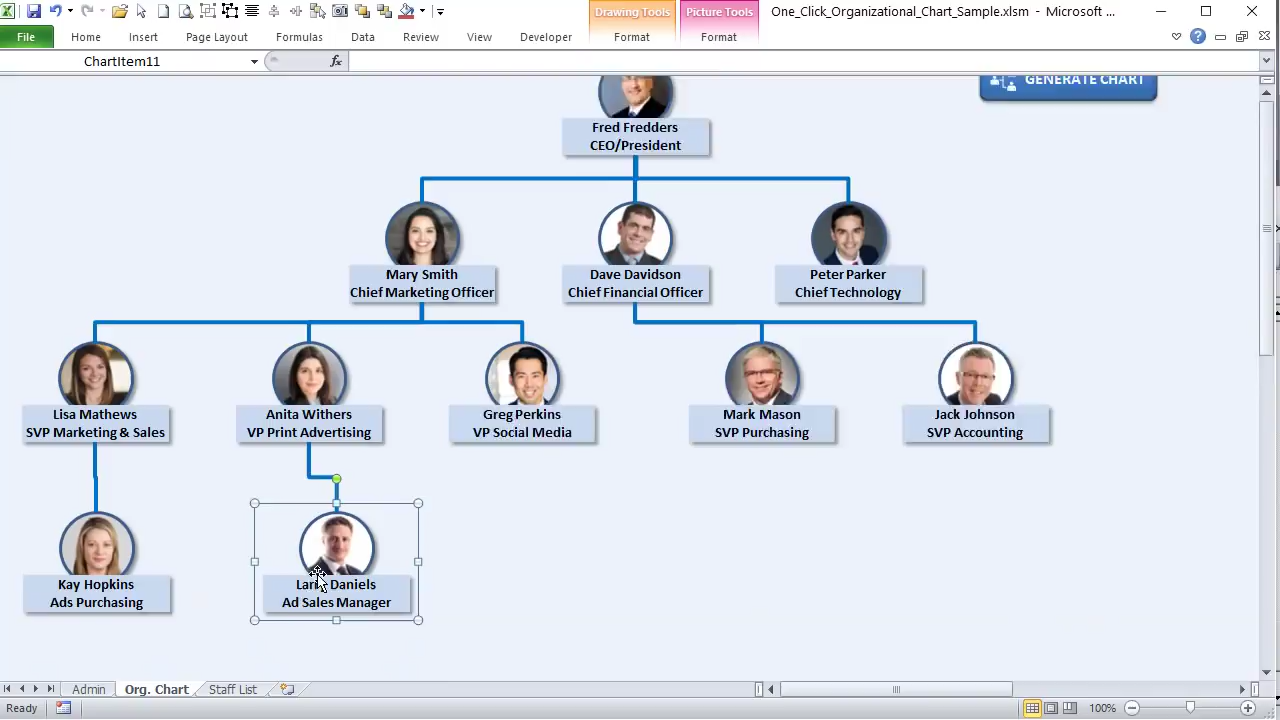 Drawing Tools
Picture Tools
One_Click_Organizational_Chart_Sample.xlsm - Microsoft ...
File
Home
Insert
Page Layout
Formulas
Data
Review
View
Developer
Format
Format
ChartItem11
fx
GENERATE CHART
Fred Fredders
CEO/President
Mary Smith
Chief Marketing Officer
Dave Davidson
Chief Financial Officer
Peter Parker
Chief Technology
Lisa Mathews
SVP Marketing & Sales
Anita Withers
VP Print Advertising
Greg Perkins
VP Social Media
Mark Mason
SVP Purchasing
Jack Johnson
SVP Accounting
Kay Hopkins
Ads Purchasing
Daniels
Ad Sales Manager
Admin
Org. Chart
Staff List
Ready
100%